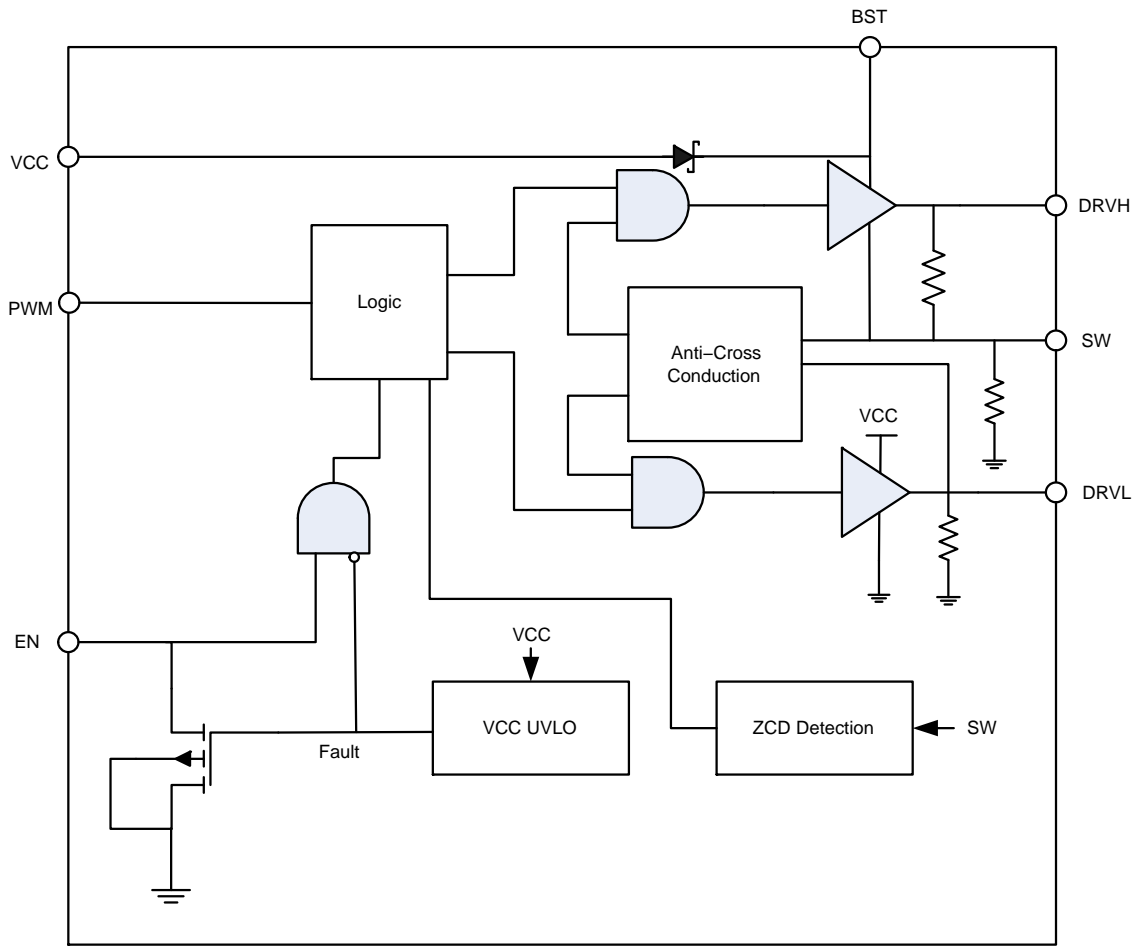 BST
VCC
DRVH
PWM
Logic
SW
Anti−Cross
Conduction
VCC
DRVL
EN
VCC
VCC UVLO
ZCD Detection
SW
Fault